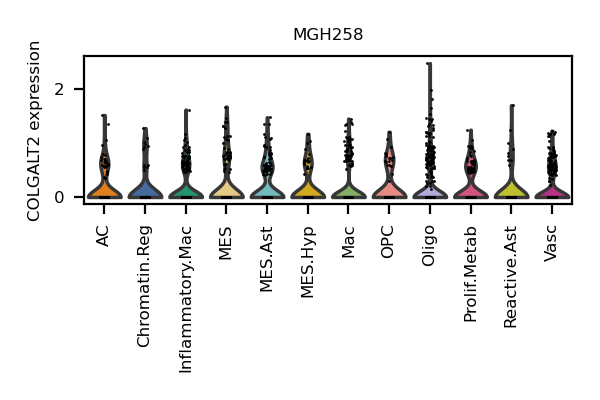 MGH258
COLGALT2 expression
2
0
AC
Chromatin.Reg
Inflammatory.Mac
MES
MES.Ast
MES.Hyp
Mac
OPC
Oligo
Prolif.Metab
Reactive.Ast
Vasc